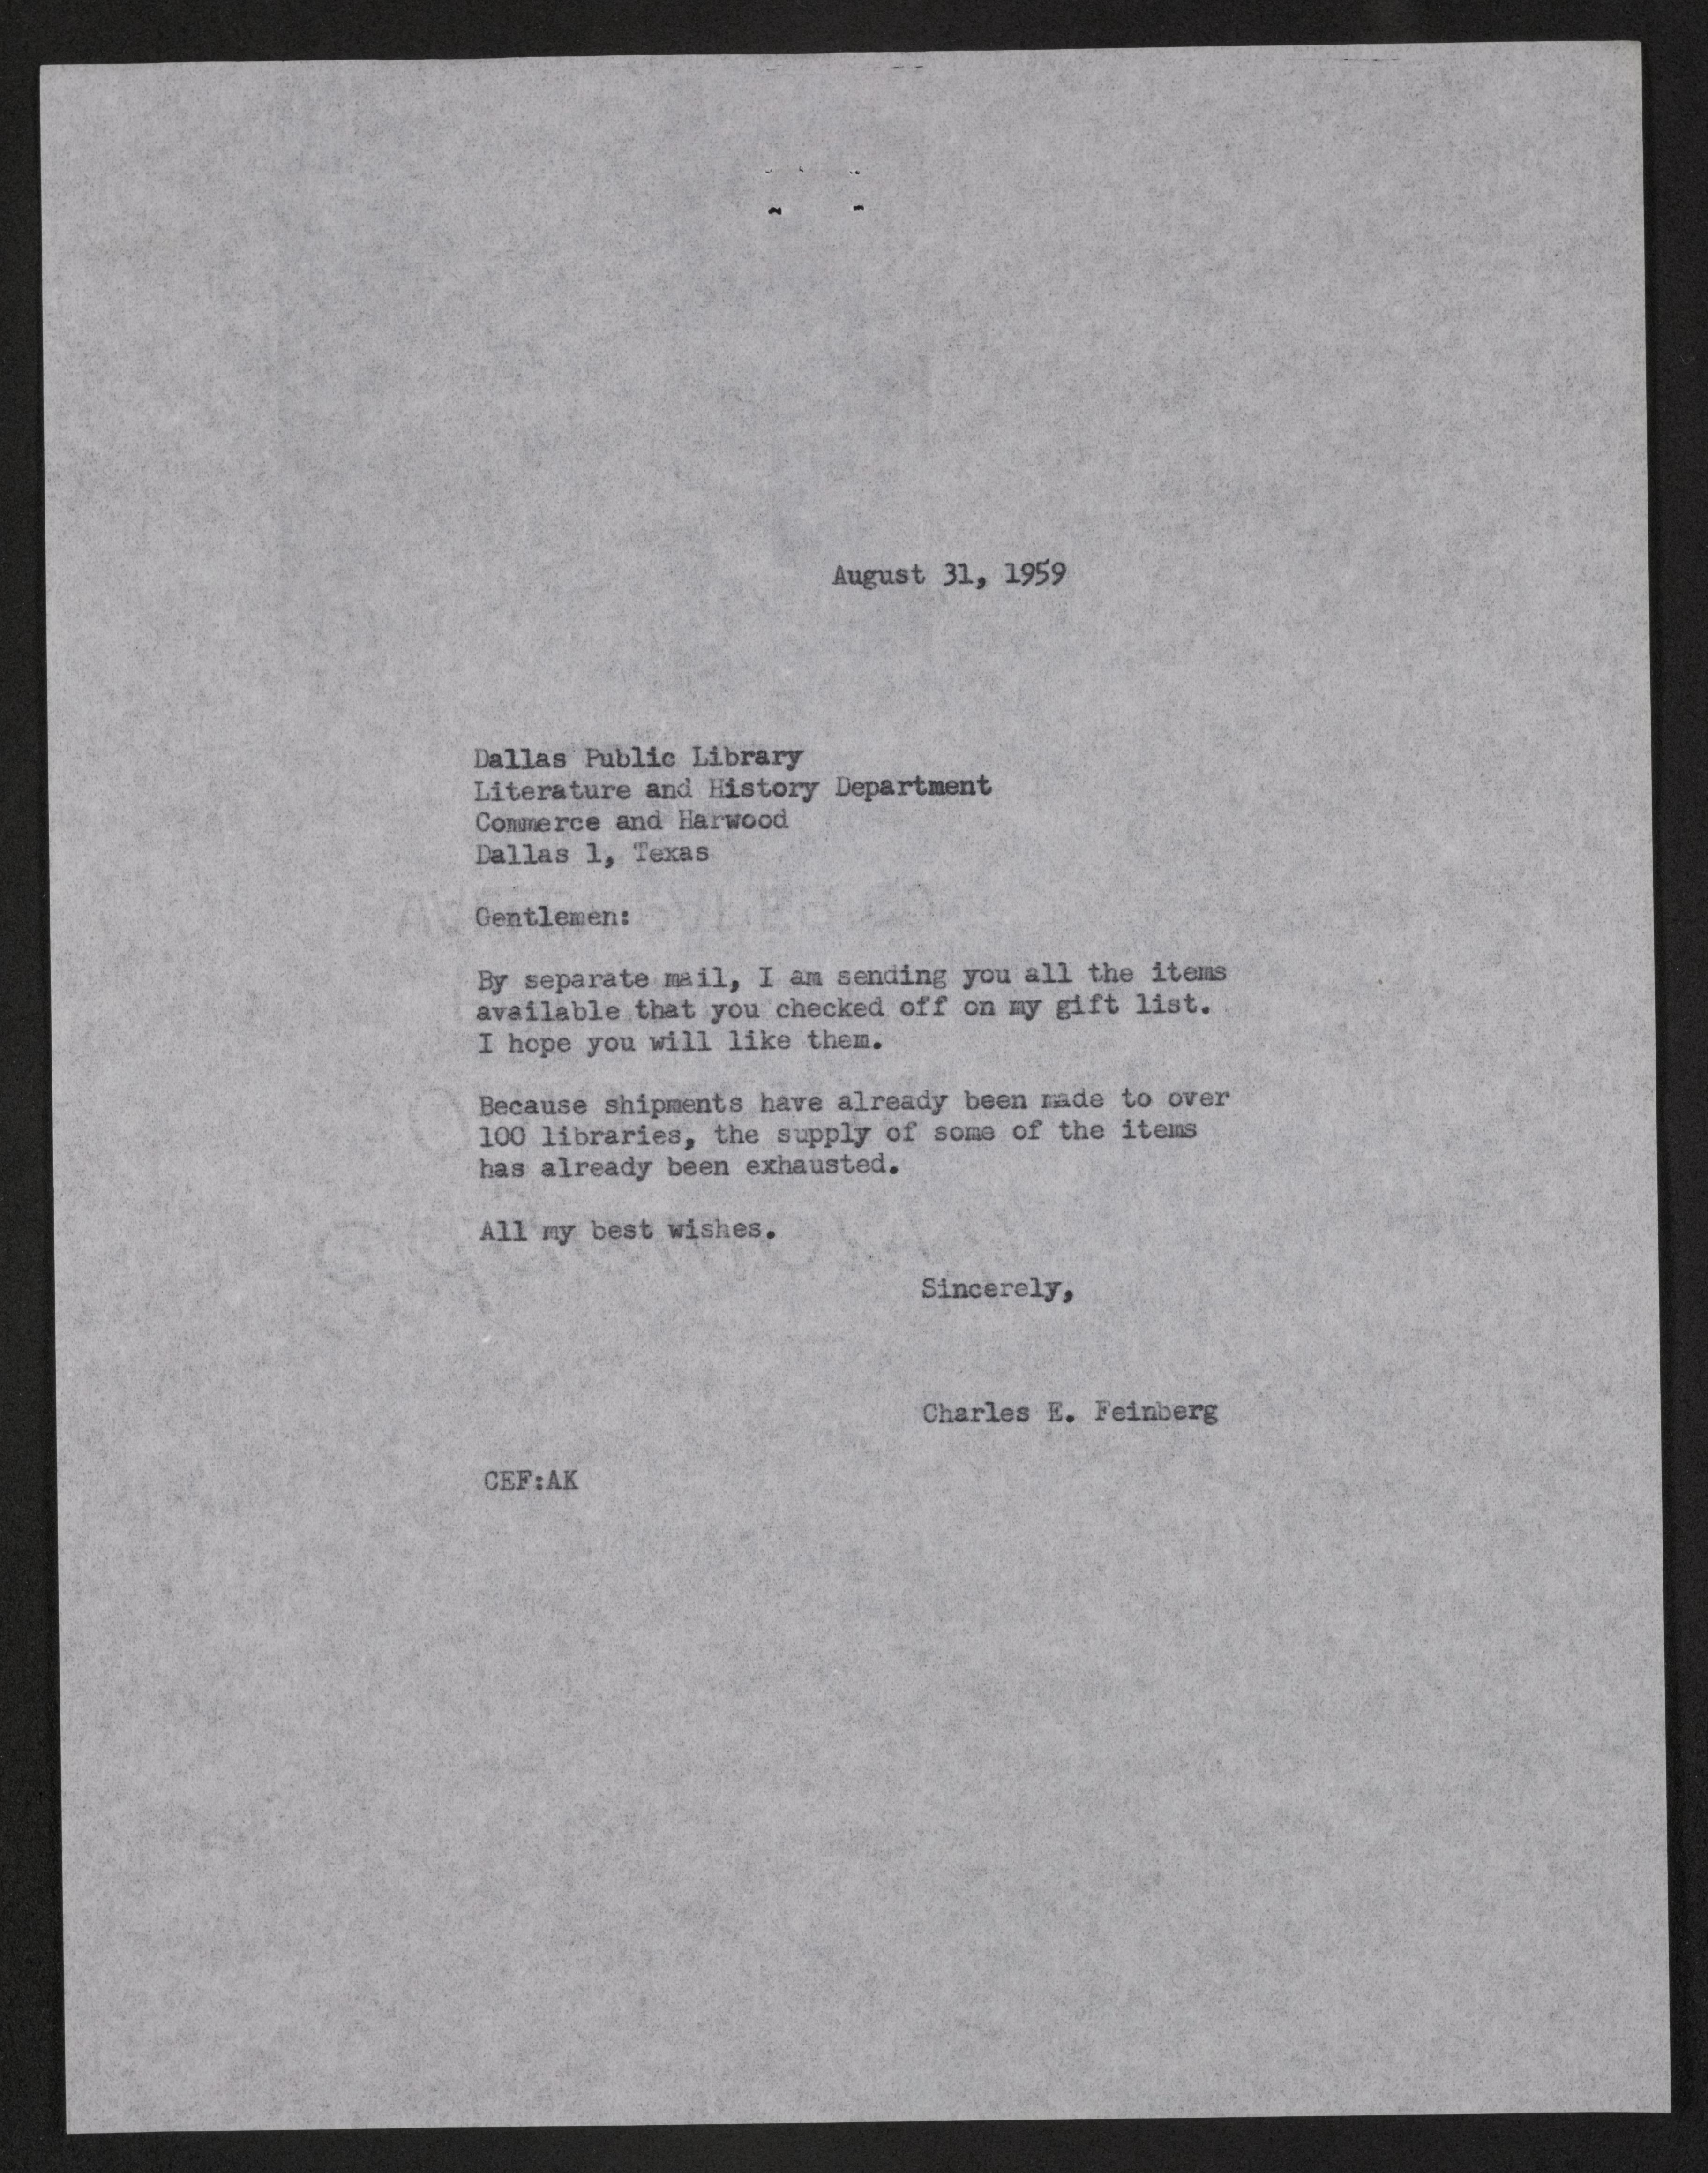 August 31, 1959
Dallas Public Library
Literature and History Department
Commerce and Harwood
Dallas 1, Texas
Gentlemen:
By separate mail, I am sending you all the items
available that you checked off on my gift list.
I hope you will like them.
Because shipments have already been made to over
100 libraries, the supply of some of the items
has already been exhausted.
All my best wishes.
Sincerely,
Charles E. Feinberg
CEF:AK